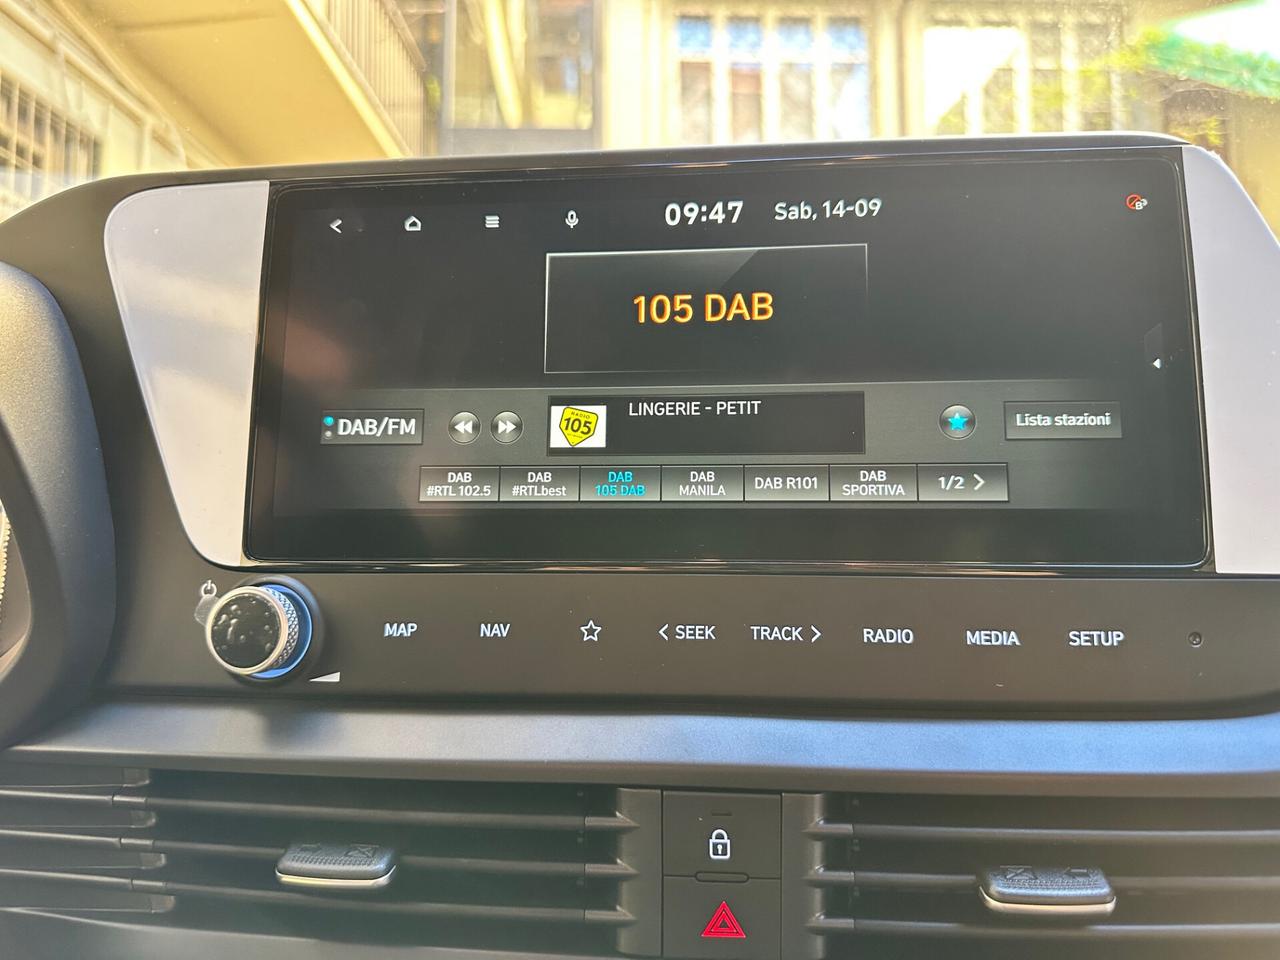 09:47 Sab, 14-09
105 DAB
DAB/FM
RADIO
105
LINGERIE - PETIT
Lista stazioni
DAB
#RTL 102.5
DAB
#RTLbest
DAB
105 DAB
DAB
MANILA
DAB R101
DAB
SPORTIVA
1/2 >
MAP
NAV
< SEEK
TRACK >
RADIO
MEDIA
SETUP